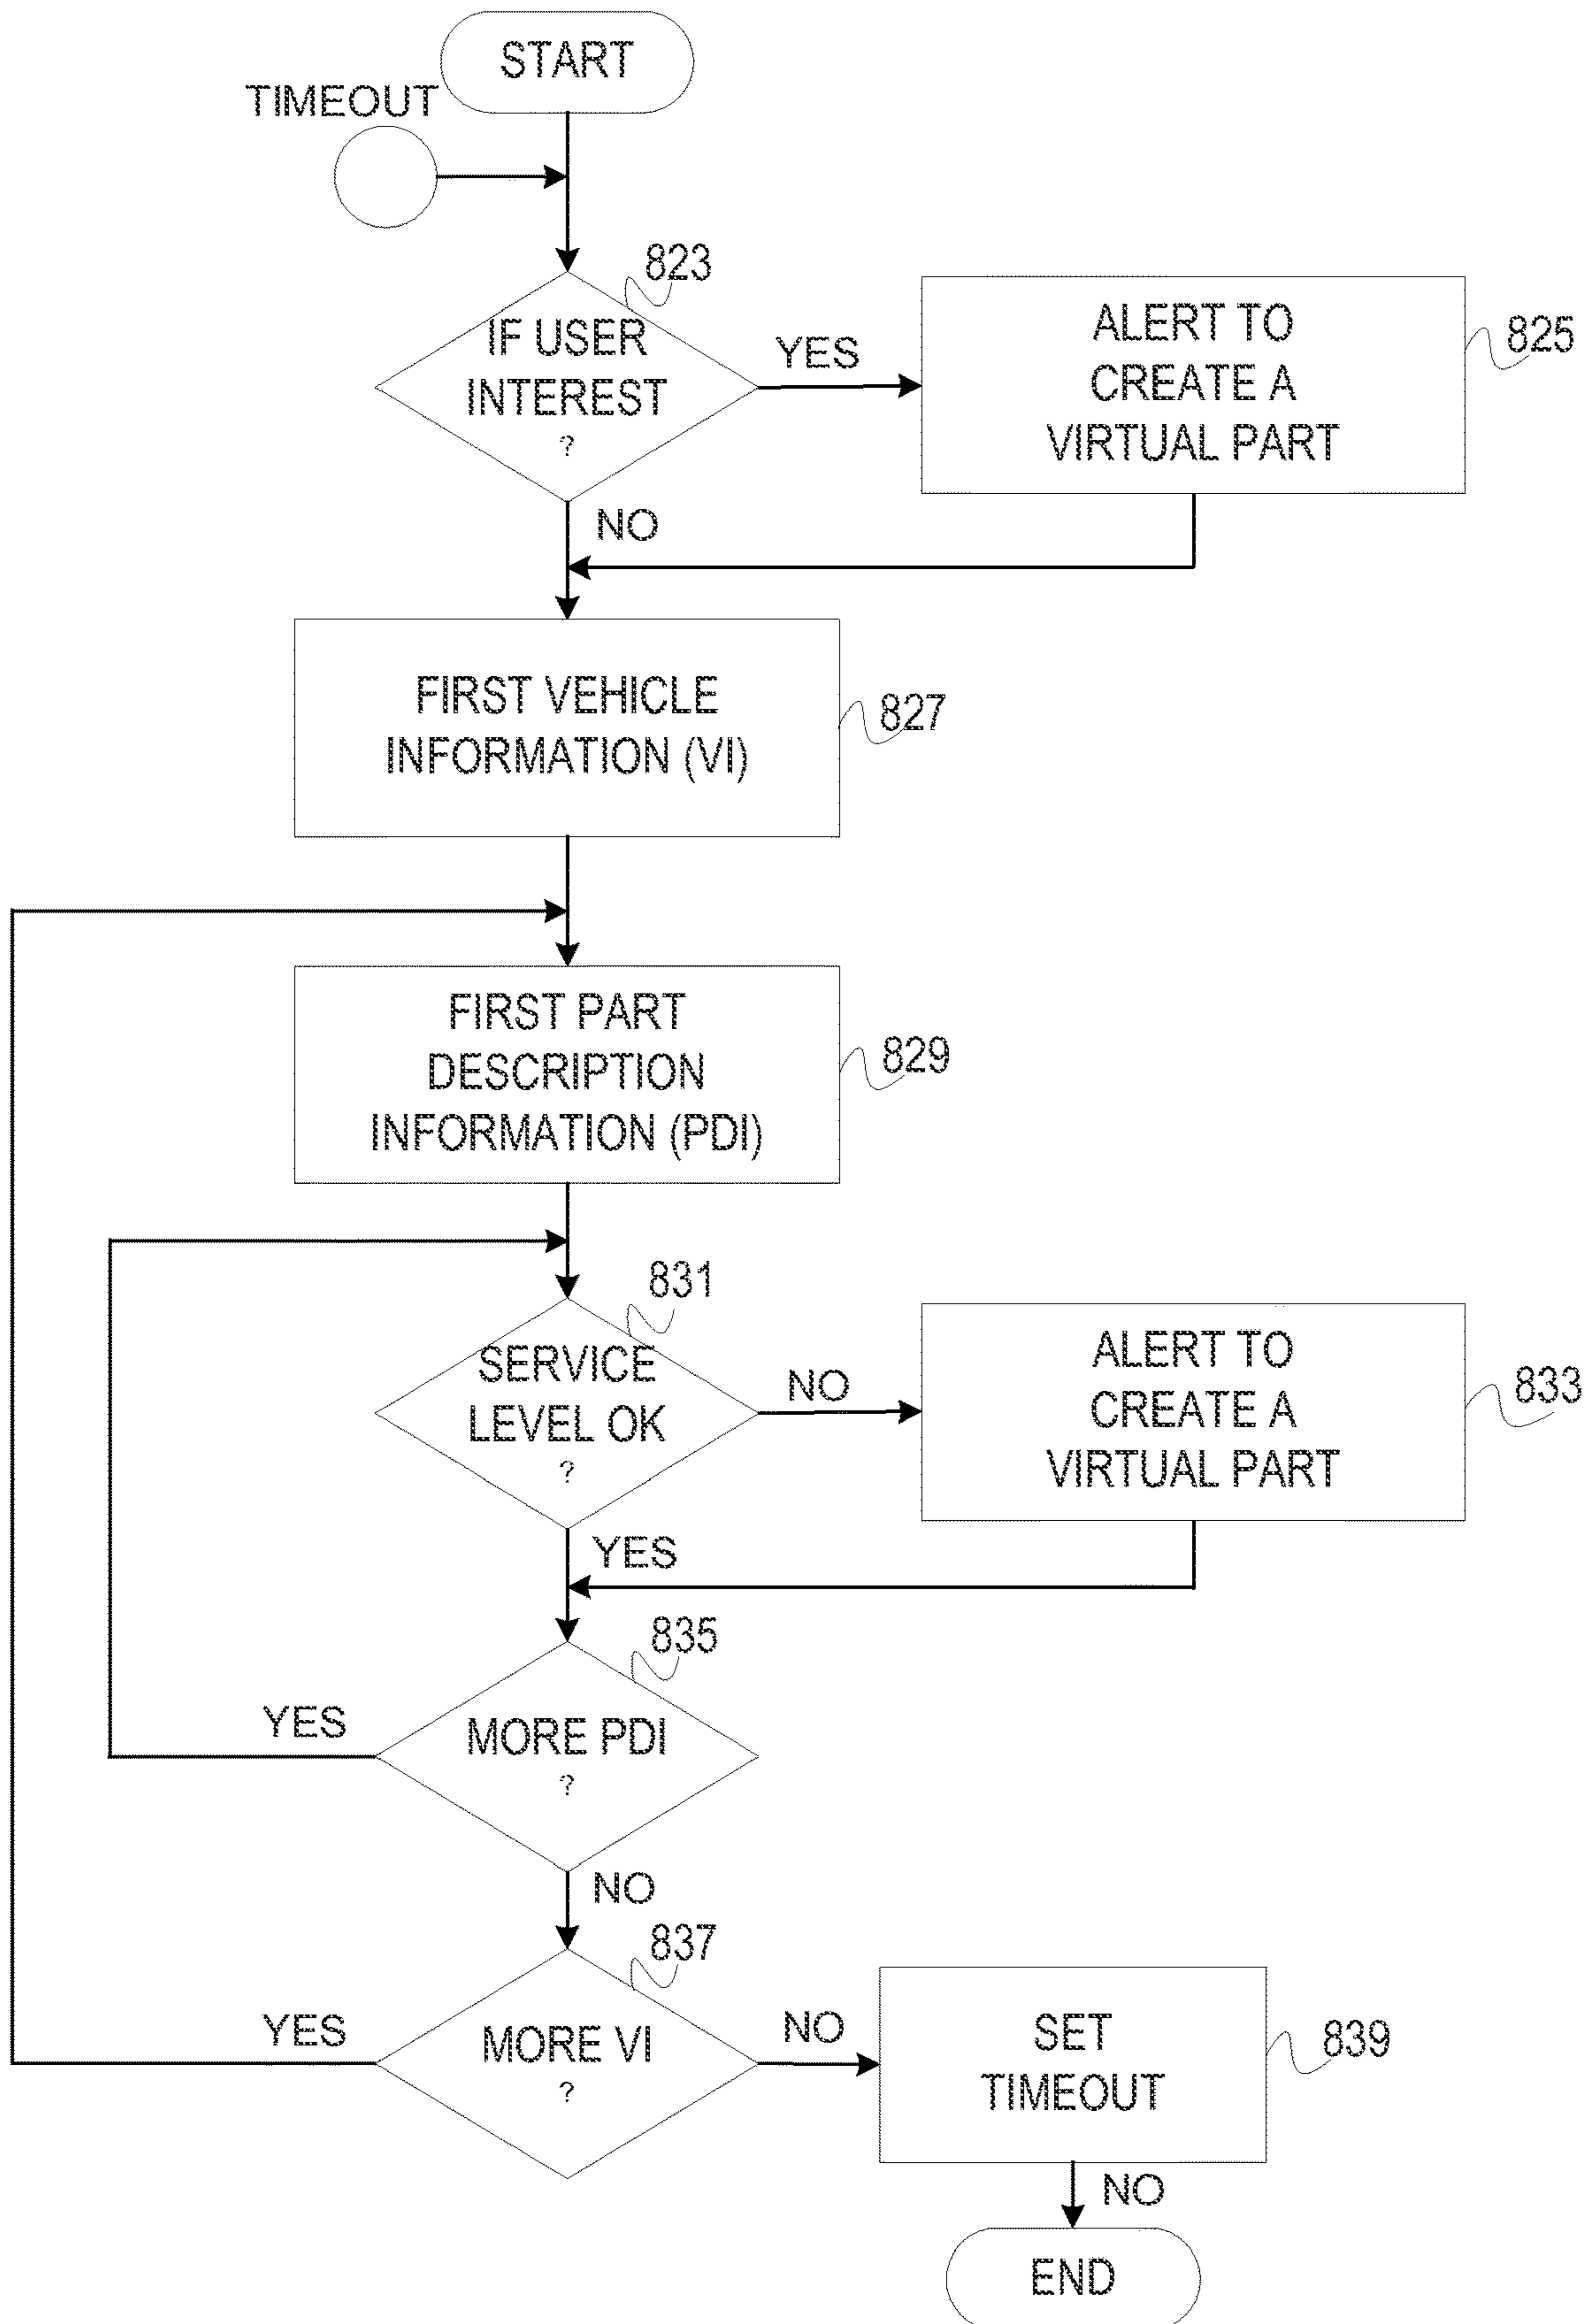 START
TIMEOUT
823
IF USER
INTEREST
?
YES
ALERT TO
CREATE A
VIRTUAL PART
825
NO
FIRST VEHICLE
INFORMATION (VI)
827
FIRST PART
DESCRIPTION
INFORMATION (PDI)
829
831
SERVICE
LEVEL OK
?
NO
ALERT TO
CREATE A
VIRTUAL PART
833
YES
835
YES
MORE PDI
?
NO
837
YES
MORE VI
?
NO
SET
TIMEOUT
839
NO
END